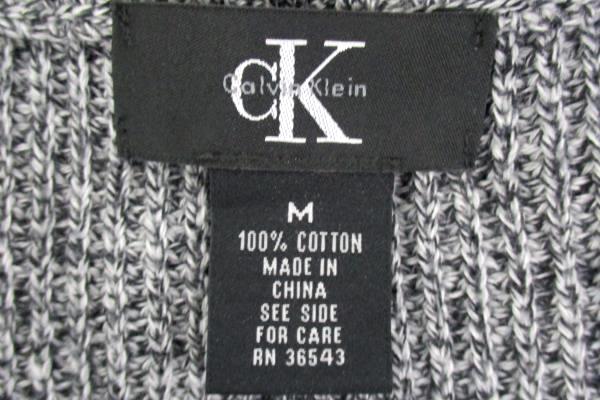 cK
Calvin Klein
M
100% COTTON
MADE IN
CHINA
SEE SIDE
FOR CARE
RN 36543